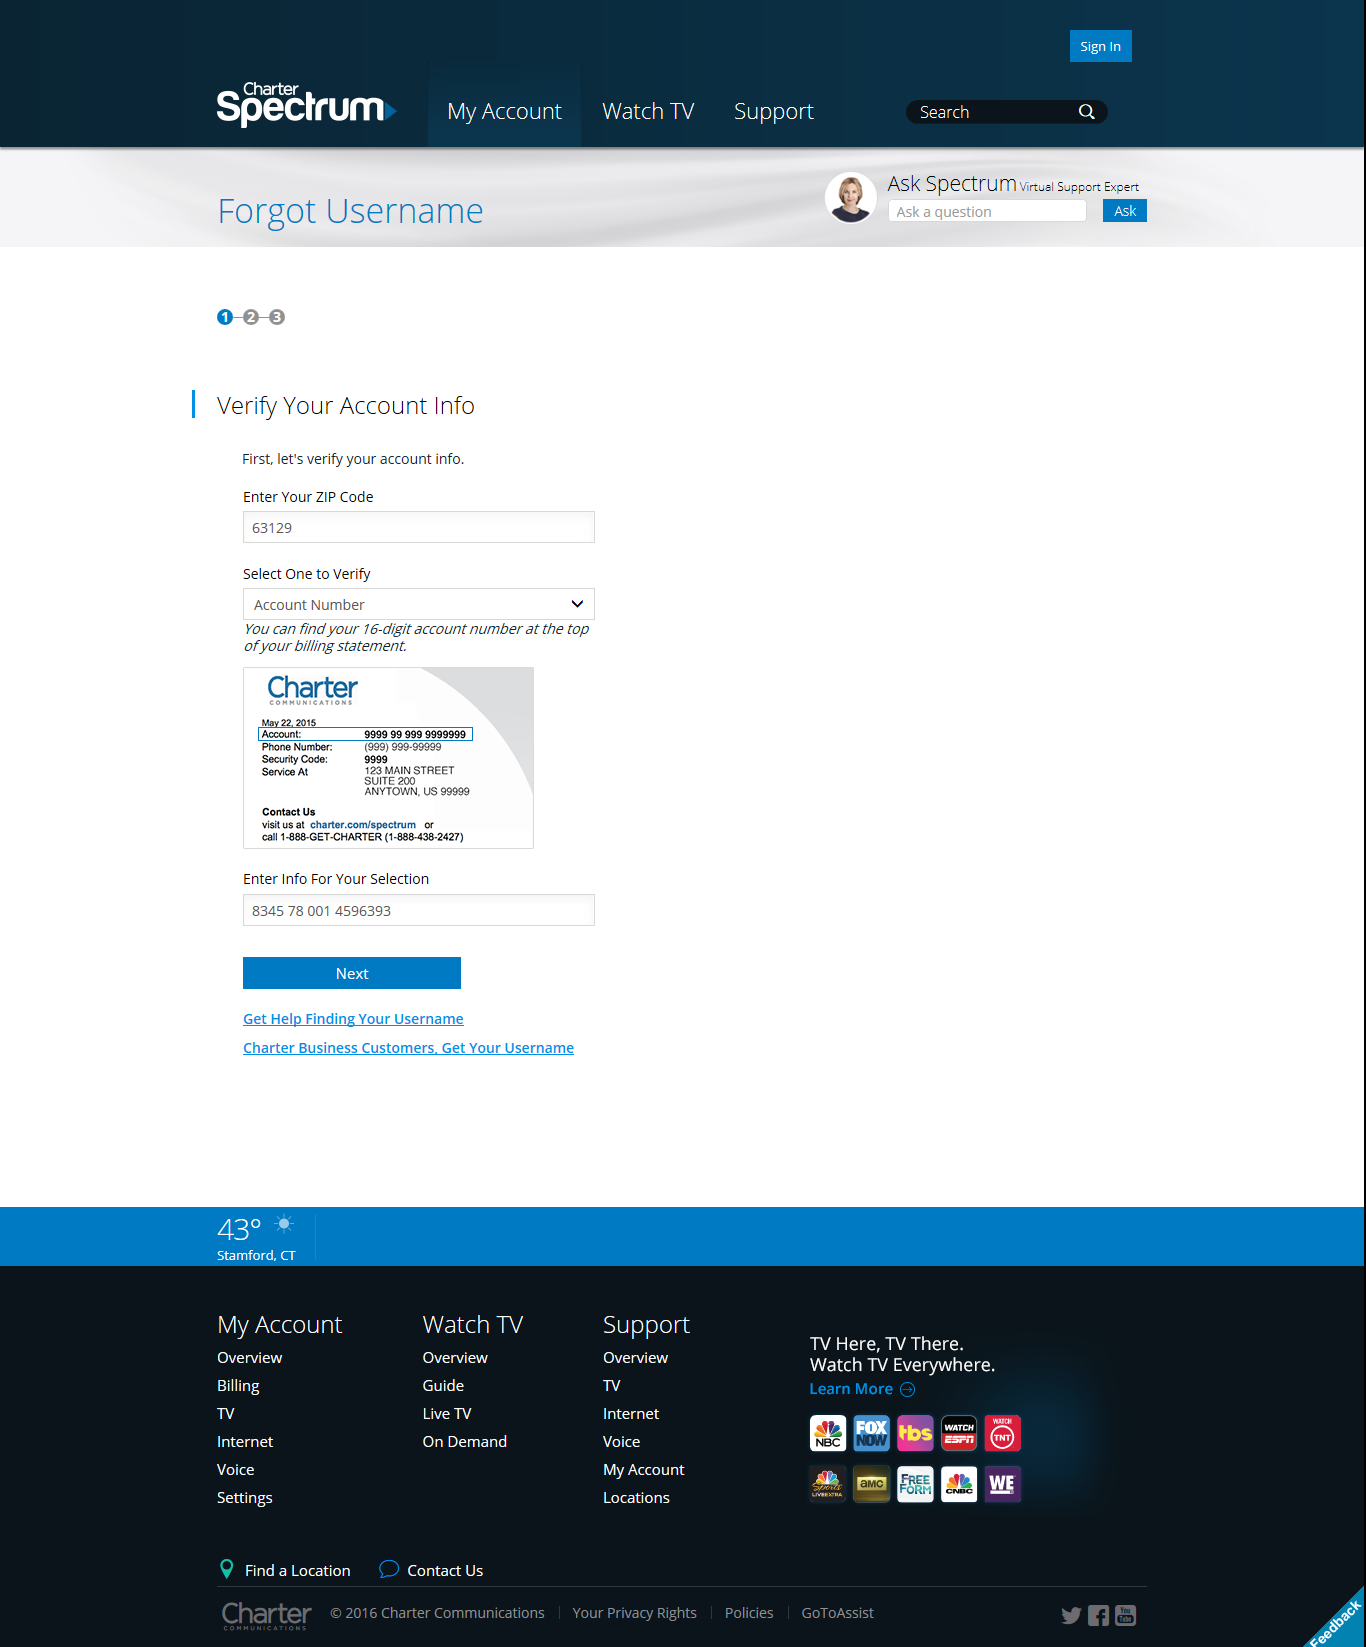 Sign In
Charter
Spectrum
My Account
Watch TV
Support
Search
Forgot Username
Ask Spectrum Virtual Support Expert
Ask a question
Ask
1 2 3
Verify Your Account Info
First, let's verify your account info.
Enter Your ZIP Code
63129
Select One to Verify
Account Number
You can find your 16-digit account number at the top
of your billing statement.
Charter
COMMUNICATIONS
May 22, 2015
Account: 9999 99 999 9999999
Phone Number: (999) 999-99999
Security Code: 9999
Service At 123 MAIN STREET
SUITE 200
ANYTOWN, US 99999
Contact Us
visit us at charter.com/spectrum or
call 1-888-GET-CHARTER (1-888-438-2427)
Enter Info For Your Selection
8345 78 001 4596393
Next
Get Help Finding Your Username
Charter Business Customers, Get Your Username
43°
Stamford, CT
My Account
Overview
Billing
TV
Internet
Voice
Settings
Watch TV
Overview
Guide
Live TV
On Demand
Support
Overview
TV
Internet
Voice
My Account
Locations
TV Here, TV There.
Watch TV Everywhere.
Learn More
NBC
FOX NOW
tbs
WATCH ESPN
WATCH TNT
Sports LIVE EXTRA
amc
FREE FORM
CNBC
WE
Find a Location
Contact Us
Charter
COMMUNICATIONS
© 2016 Charter Communications
Your Privacy Rights
Policies
GoToAssist
You Tube
Feedback